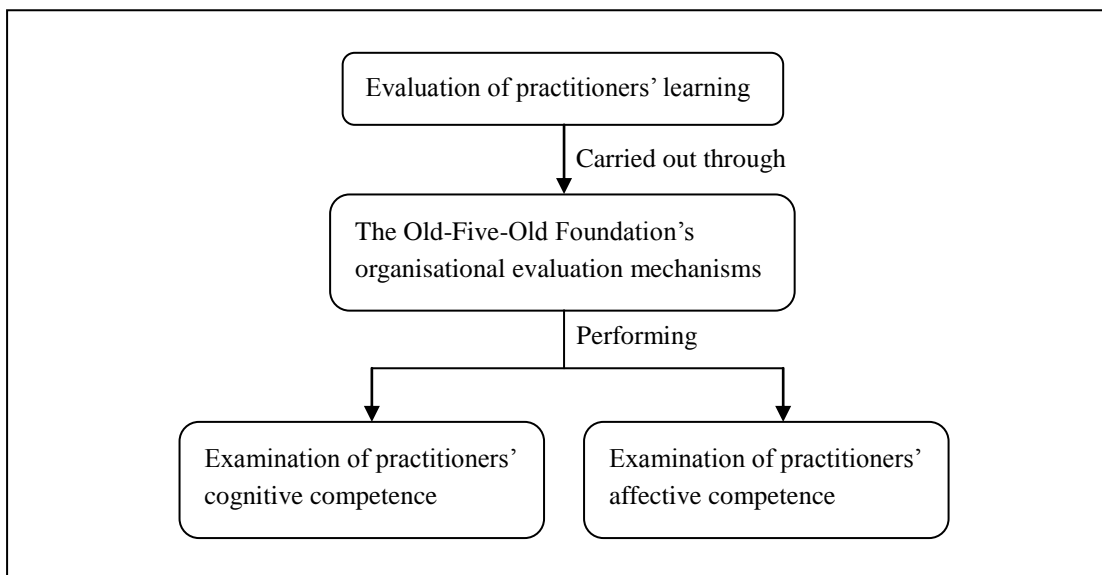 Evaluation of practitioners’ learning
Carried out through
The Old-Five-Old Foundation’s
organisational evaluation mechanisms
Performing
Examination of practitioners’
cognitive competence
Examination of practitioners’
affective competence